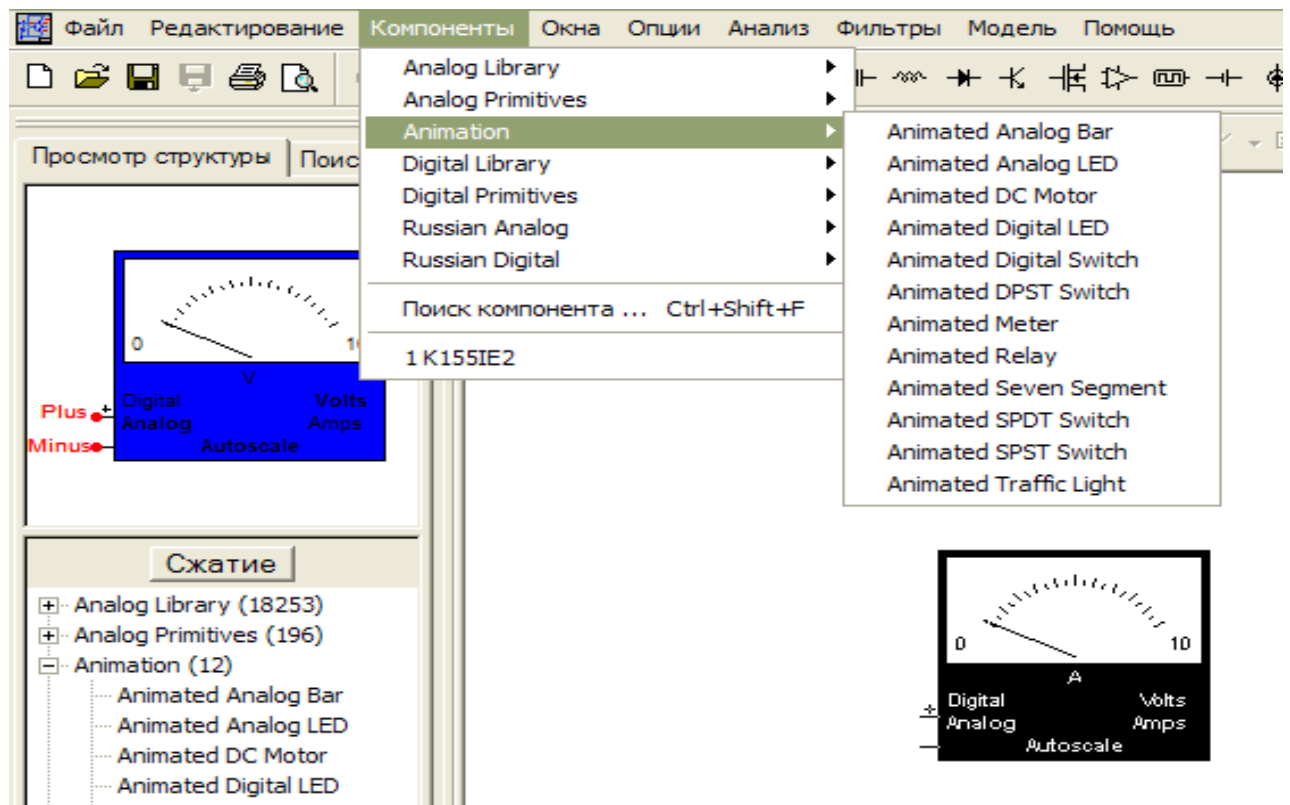 Файл Редактирование Компоненты Окна Опции Анализ Фильтры Модель Помощь
Analog Library
Analog Primitives
Animation
Digital Library
Digital Primitives
Russian Analog
Russian Digital
Поиск компонента ... Ctrl+Shift+F
1 K155IE2
Animated Analog Bar
Animated Analog LED
Animated DC Motor
Animated Digital LED
Animated Digital Switch
Animated DPST Switch
Animated Meter
Animated Relay
Animated Seven Segment
Animated SPDT Switch
Animated SPST Switch
Animated Traffic Light
Просмотр структуры Поис
0 1
V
Plus + Digital Volts
Analog Amps
Minus Autoscale
Сжатие
Analog Library (18253)
Analog Primitives (196)
Animation (12)
Animated Analog Bar
Animated Analog LED
Animated DC Motor
Animated Digital LED
0 10
A
Digital Volts
Analog Amps
Autoscale